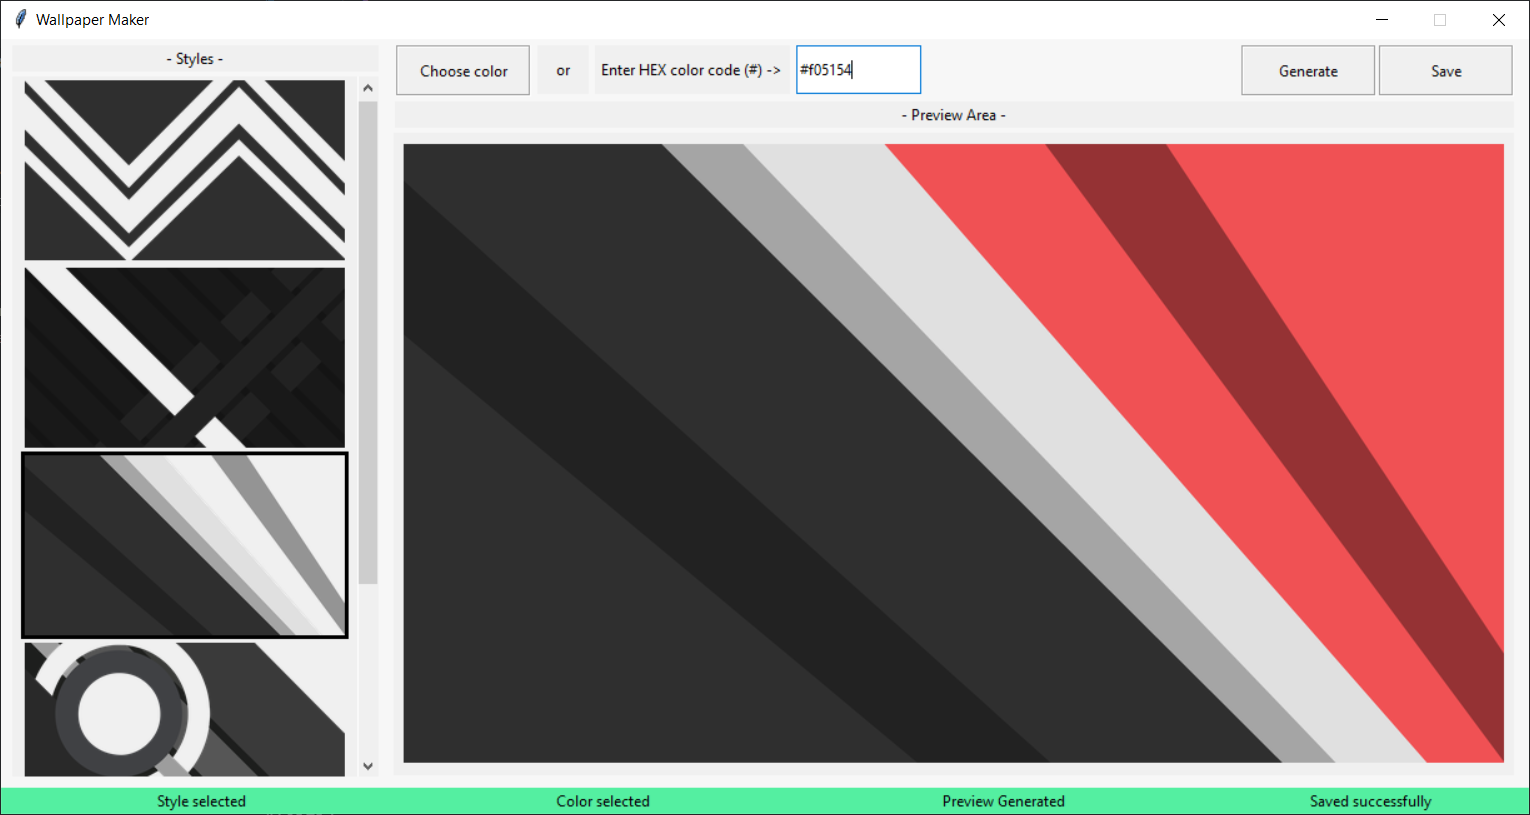 Wallpaper Maker
- Styles -
Choose color
or
Enter HEX color code (#) ->
#f05154
Generate
Save
- Preview Area -
Style selected
Color selected
Preview Generated
Saved successfully